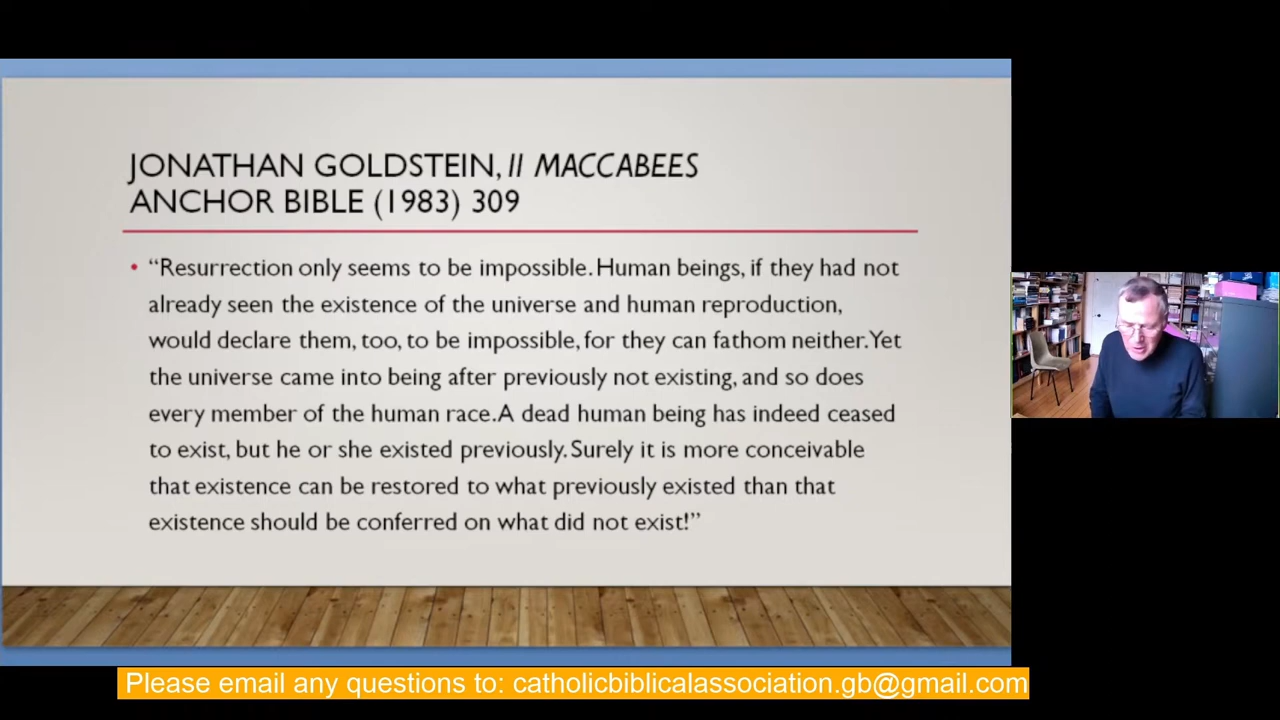 JONATHAN GOLDSTEIN, II MACCABEES
ANCHOR BIBLE (1983) 309
• “Resurrection only seems to be impossible. Human beings, if they had not
already seen the existence of the universe and human reproduction,
would declare them, too, to be impossible, for they can fathom neither. Yet
the universe came into being after previously not existing, and so does
every member of the human race. A dead human being has indeed ceased
to exist, but he or she existed previously. Surely it is more conceivable
that existence can be restored to what previously existed than that
existence should be conferred on what did not exist!”
Please email any questions to: catholicbiblicalassociation.gb@gmail.com